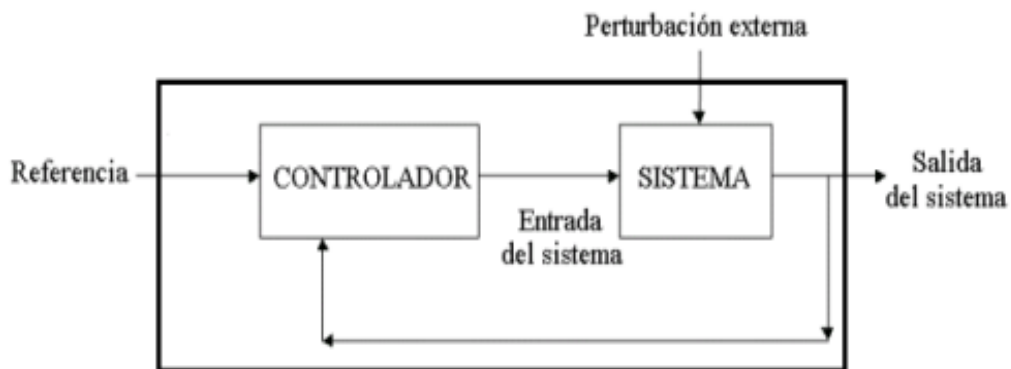 Perturbación externa
Referencia
CONTROLADOR
SISTEMA
Salida
del sistema
Entrada
del sistema